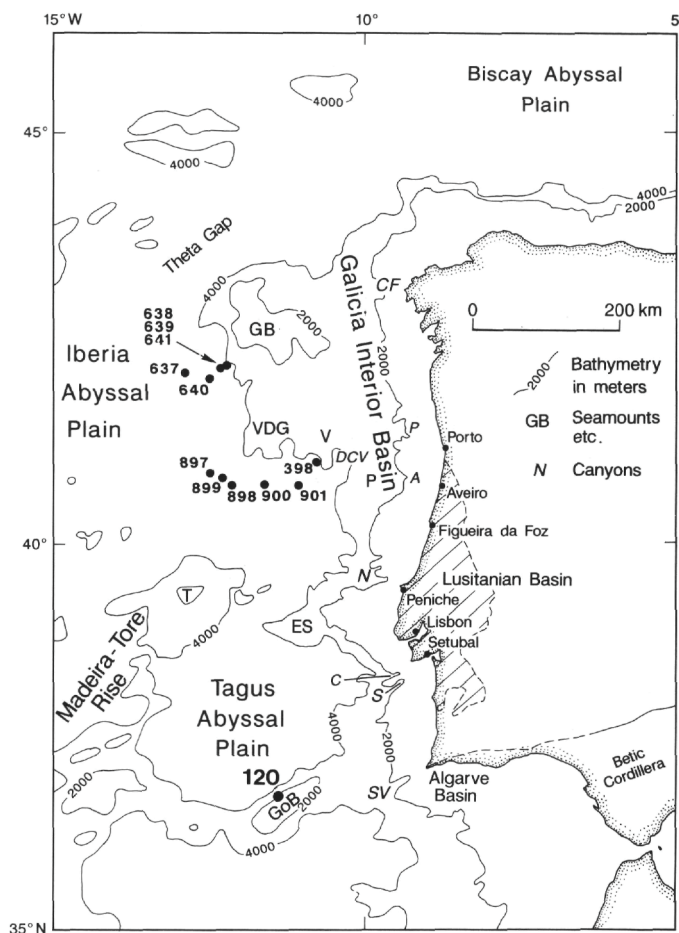 15°W
10°
5
Biscay Abyssal
Plain
4000
45°
4000
4000
2000
Theta Gap
4000
Galicia Interior Basin
CF
2000
GB
2000
0
200 km
638
639
641
637
640
Iberia
Abyssal
Plain
2000
Bathymetry
in meters
GB
Seamounts
etc.
N
Canyons
VDG
V
P
Porto
DCV
398
P
A
Aveiro
897
899
898
900
901
Figueira da Foz
40°
N
Lusitanian Basin
T
Peniche
ES
Lisbon
4000
Setubal
Madeira-Tore
Rise
C
S
Tagus
Abyssal
Plain
4000
2000
120
2000
GoB
2000
SV
Algarve
Basin
Betic
Cordillera
4000
35°N